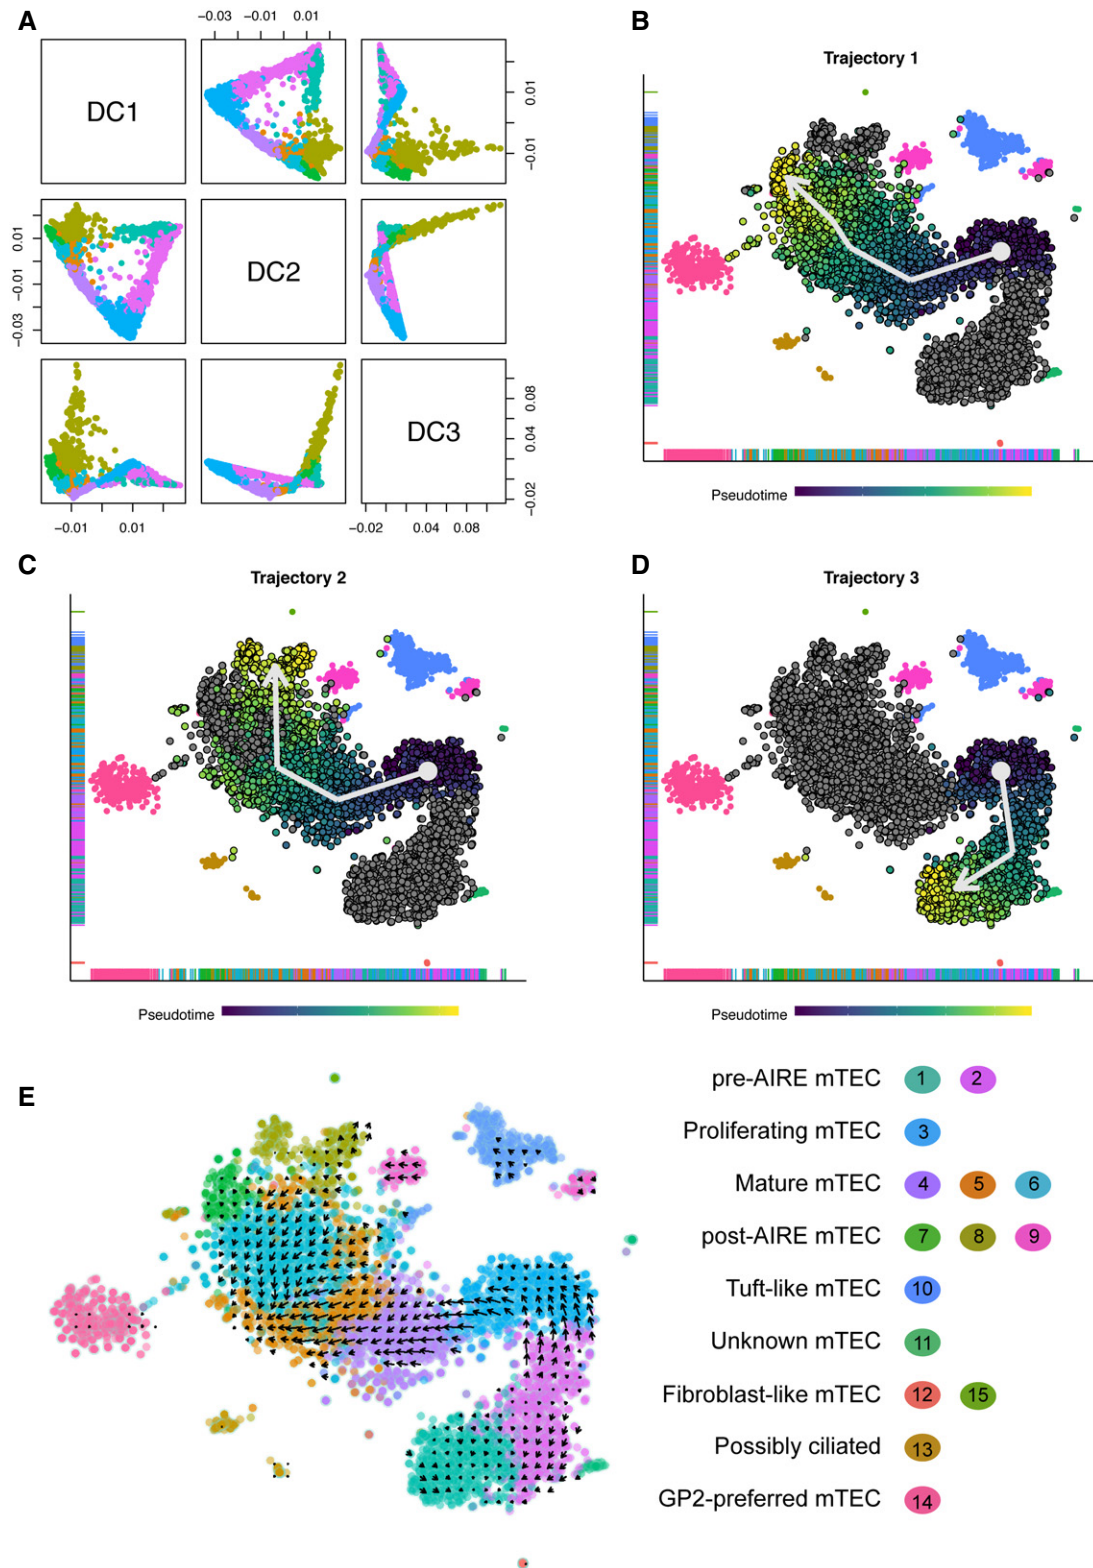 A
−0.03 −0.01 0.01
DC1
0.01
−0.01
0.01
−0.01
−0.03
DC2
DC3
0.08
0.04
−0.02
−0.01 0.01
−0.02 0.04 0.08
B
Trajectory 1
Pseudotime
C
Trajectory 2
Pseudotime
D
Trajectory 3
Pseudotime
E
pre-AIRE mTEC 1 2
Proliferating mTEC 3
Mature mTEC 4 5 6
post-AIRE mTEC 7 8 9
Tuft-like mTEC 10
Unknown mTEC 11
Fibroblast-like mTEC 12 15
Possibly ciliated 13
GP2-preferred mTEC 14